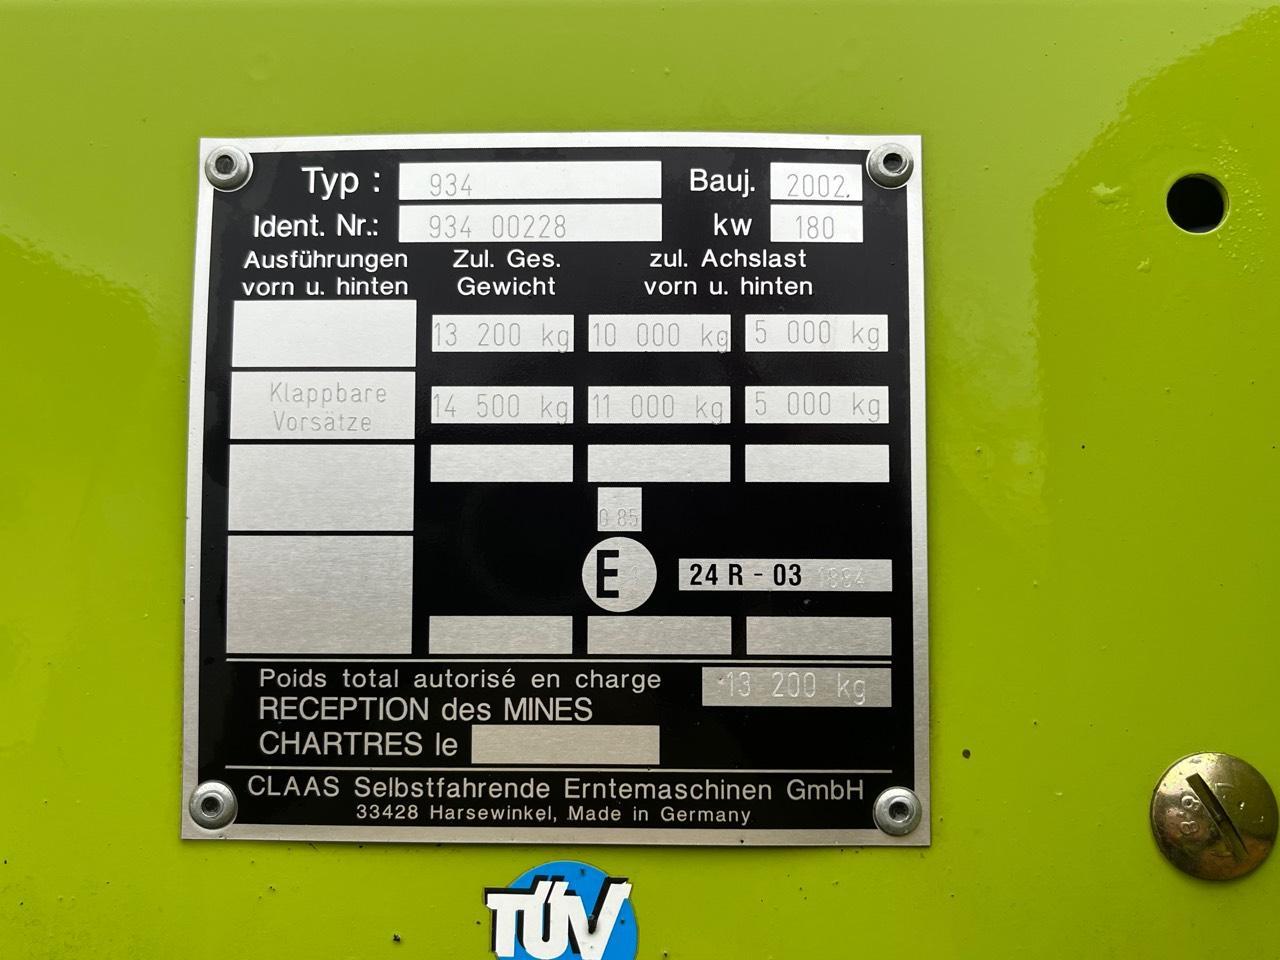 Typ : 934 Bauj. 2002
Ident. Nr.: 934 00228 kw 180
Ausführungen vorn u. hinten
Zul. Ges. Gewicht
zul. Achslast vorn u. hinten
13 200 kg 10 000 kg 5 000 kg
Klappbare Vorsätze 14 500 kg 11 000 kg 5 000 kg
0.85
E 24 R - 03 1884
Poids total autorisé en charge 13 200 kg
RECEPTION des MINES
CHARTRES le
CLAAS Selbstfahrende Erntemaschinen GmbH
33428 Harsewinkel, Made in Germany
TÜV
8.8